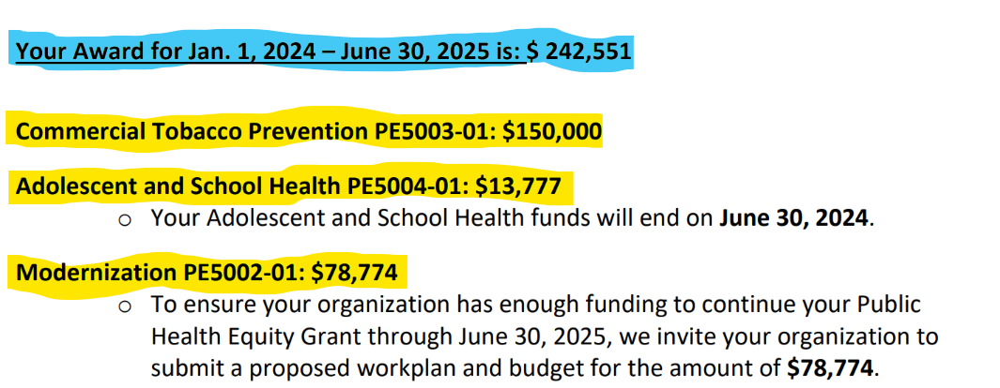 Your Award for Jan. 1, 2024 – June 30, 2025 is: $ 242,551
Commercial Tobacco Prevention PE5003-01: $150,000
Adolescent and School Health PE5004-01: $13,777
o Your Adolescent and School Health funds will end on June 30, 2024.
Modernization PE5002-01: $78,774
o To ensure your organization has enough funding to continue your Public
Health Equity Grant through June 30, 2025, we invite your organization to
submit a proposed workplan and budget for the amount of $78,774.